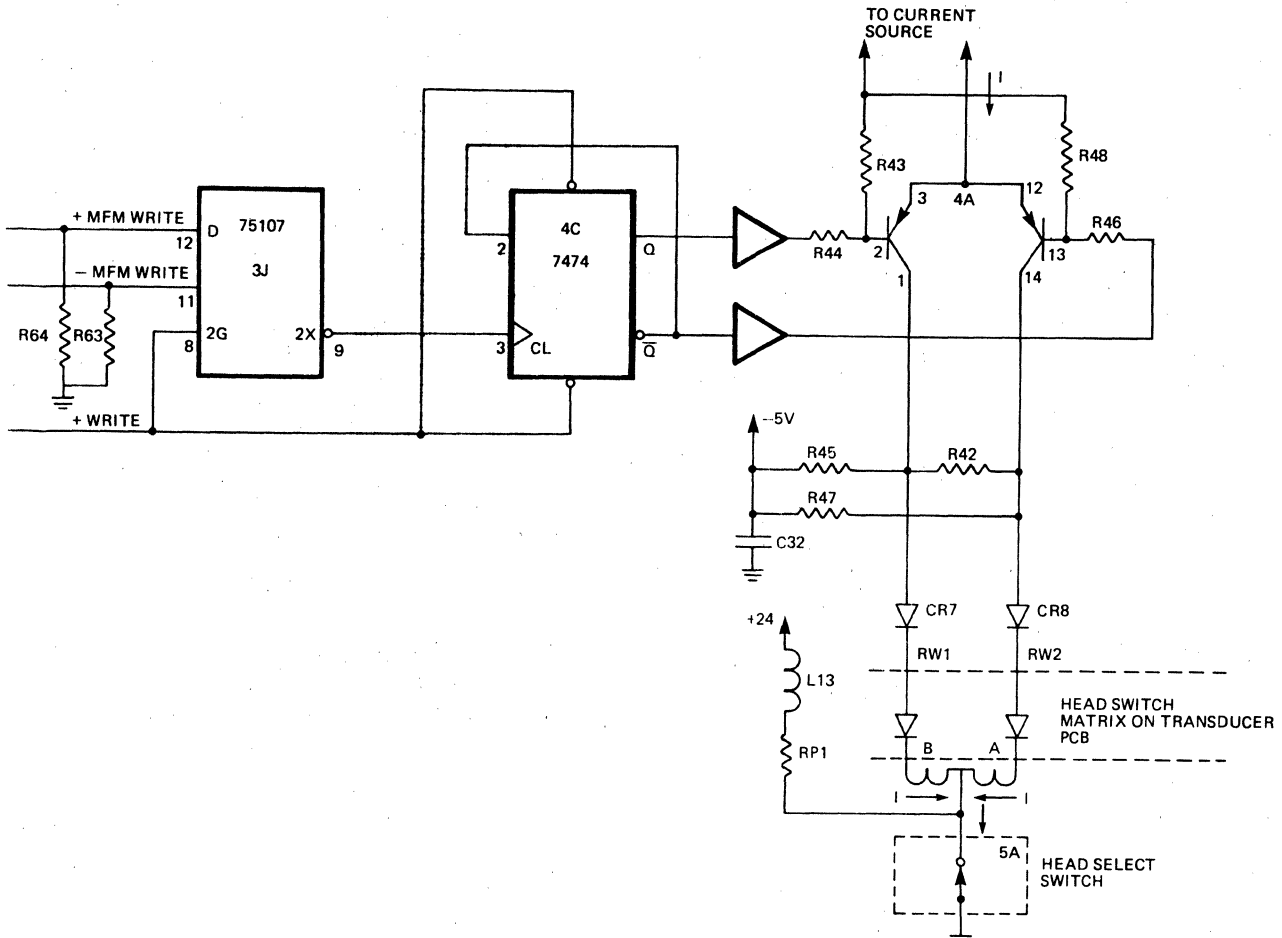 TO CURRENT
SOURCE
I
R43
R48
+ MFM WRITE
12
D
75107
3J
– MFM WRITE
11
2G
8
2X
9
R64
R63
+ WRITE
4C
7474
2
Q
3
CL
Q̅
R44
2
3
4A
12
1
13
14
R46
–5V
R45
R42
R47
C32
+24
L13
RP1
CR7
CR8
RW1
RW2
HEAD SWITCH
MATRIX ON TRANSDUCER
PCB
B
A
I
I
5A
HEAD SELECT
SWITCH